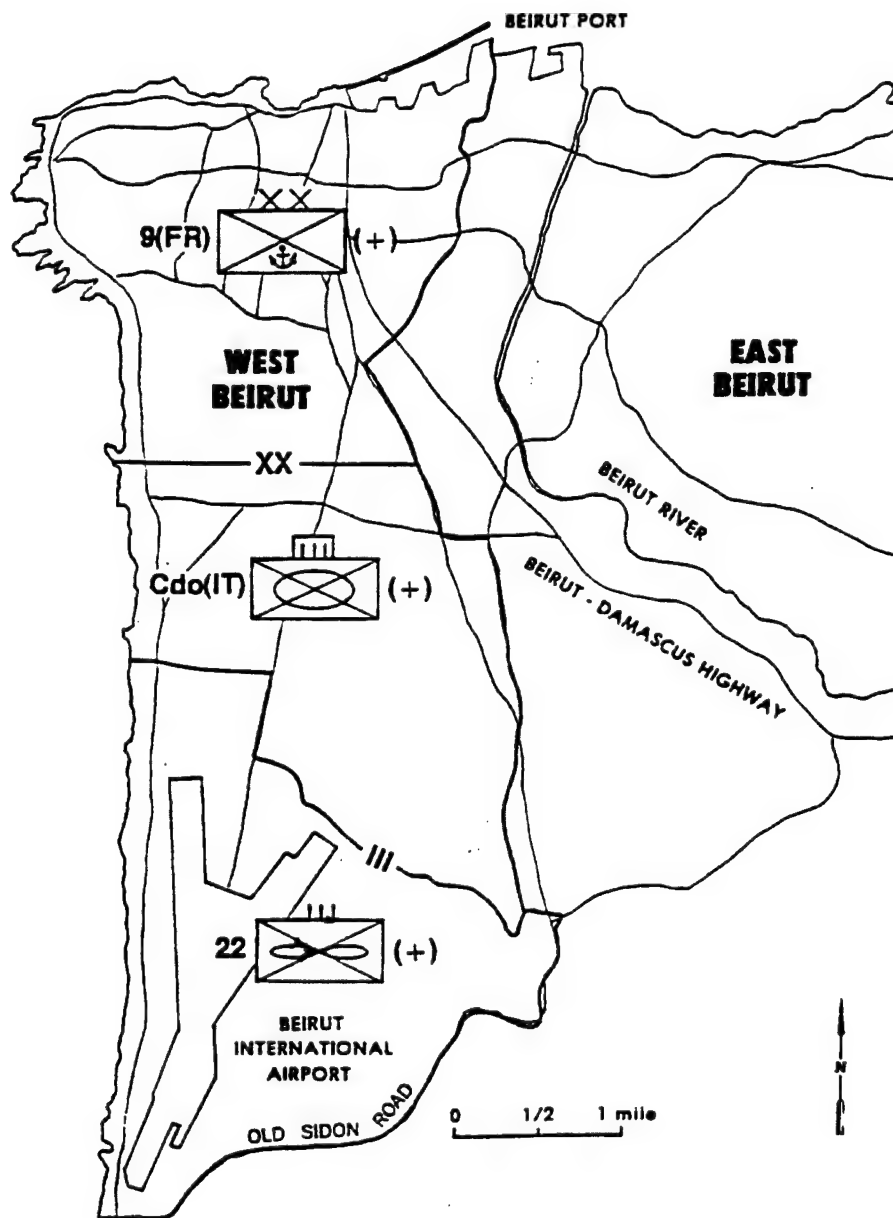 BEIRUT PORT
XX
9(FR)
(+)
WEST
BEIRUT
EAST
BEIRUT
XX
BEIRUT RIVER
Cdo(IT)
(+)
BEIRUT - DAMASCUS HIGHWAY
III
22
(+)
BEIRUT
INTERNATIONAL
AIRPORT
N
0 1/2 1 mile
OLD SIDON ROAD